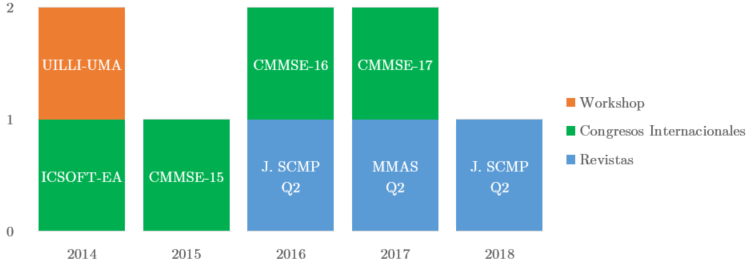 2
UILLI-UMA
CMMSE-16
CMMSE-17
Workshop
1
Congresos Internacionales
ICSOFT-EA
CMMSE-15
J. SCMP
Q2
MMAS
Q2
J. SCMP
Q2
Revistas
0
2014
2015
2016
2017
2018